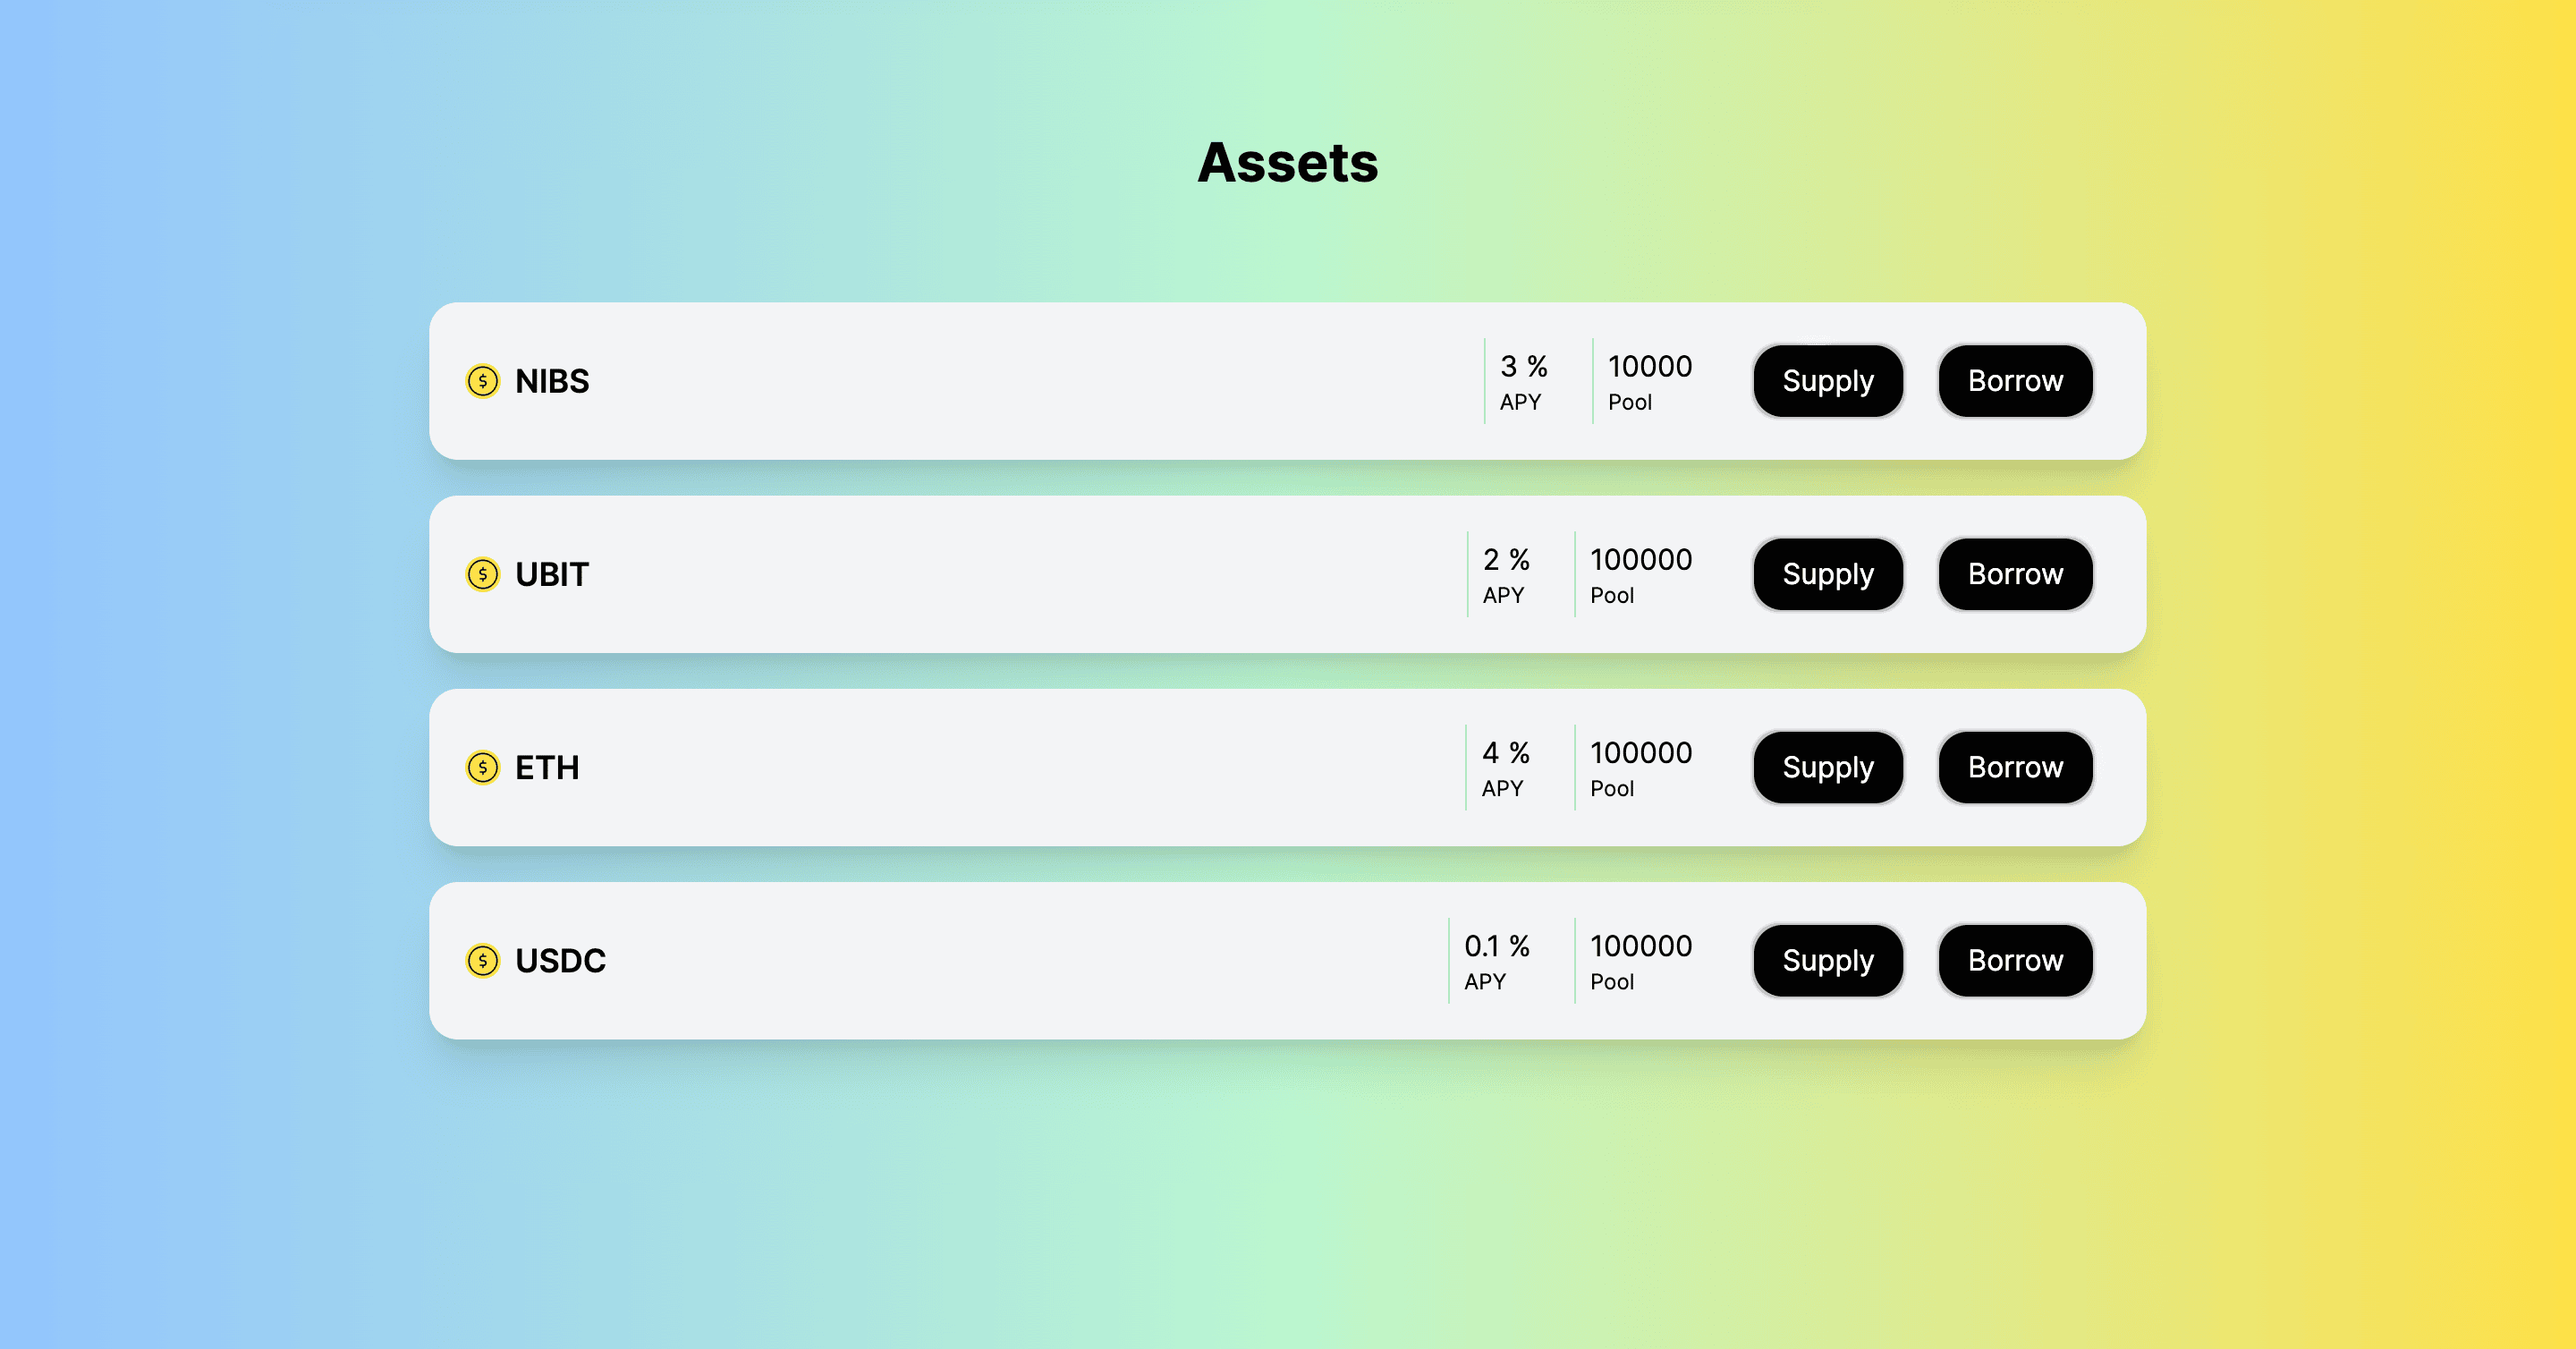 Assets
$ NIBS
3 %
APY
10000
Pool
Supply
Borrow
$ UBIT
2 %
APY
100000
Pool
Supply
Borrow
$ ETH
4 %
APY
100000
Pool
Supply
Borrow
$ USDC
0.1 %
APY
100000
Pool
Supply
Borrow